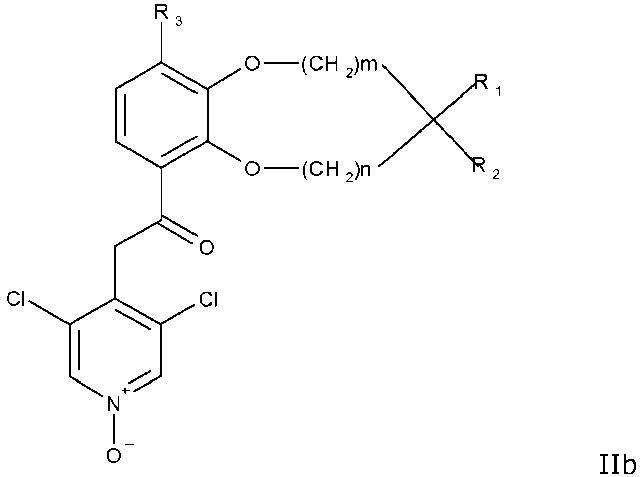 R3
O (CH2)m R1
O (CH2)n R2
O
Cl Cl
N+
O−
IIb